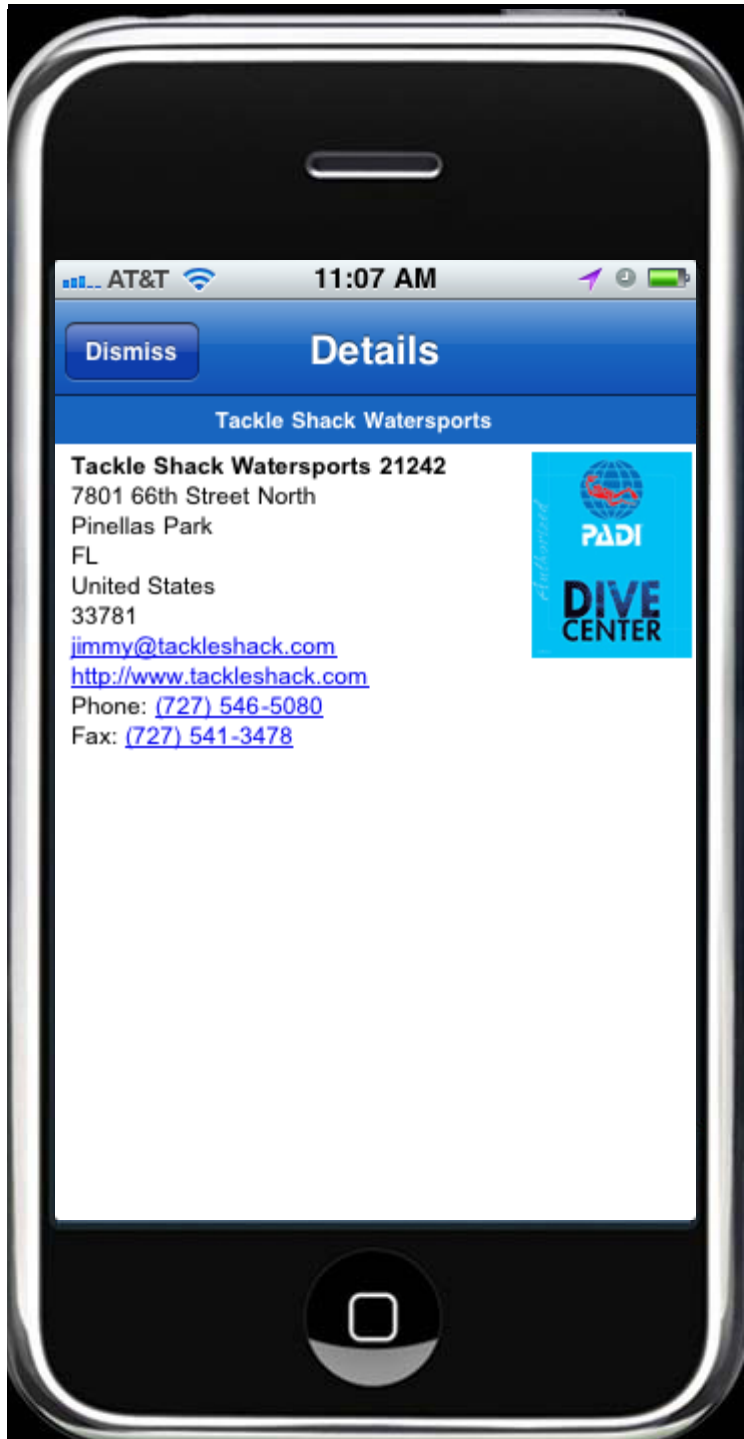 AT&T 11:07 AM
Dismiss Details
Tackle Shack Watersports
Tackle Shack Watersports 21242
7801 66th Street North
Pinellas Park
FL
United States
33781
jimmy@tackleshack.com
http://www.tackleshack.com
Phone: (727) 546-5080
Fax: (727) 541-3478
Authorized
PADI
DIVE
CENTER